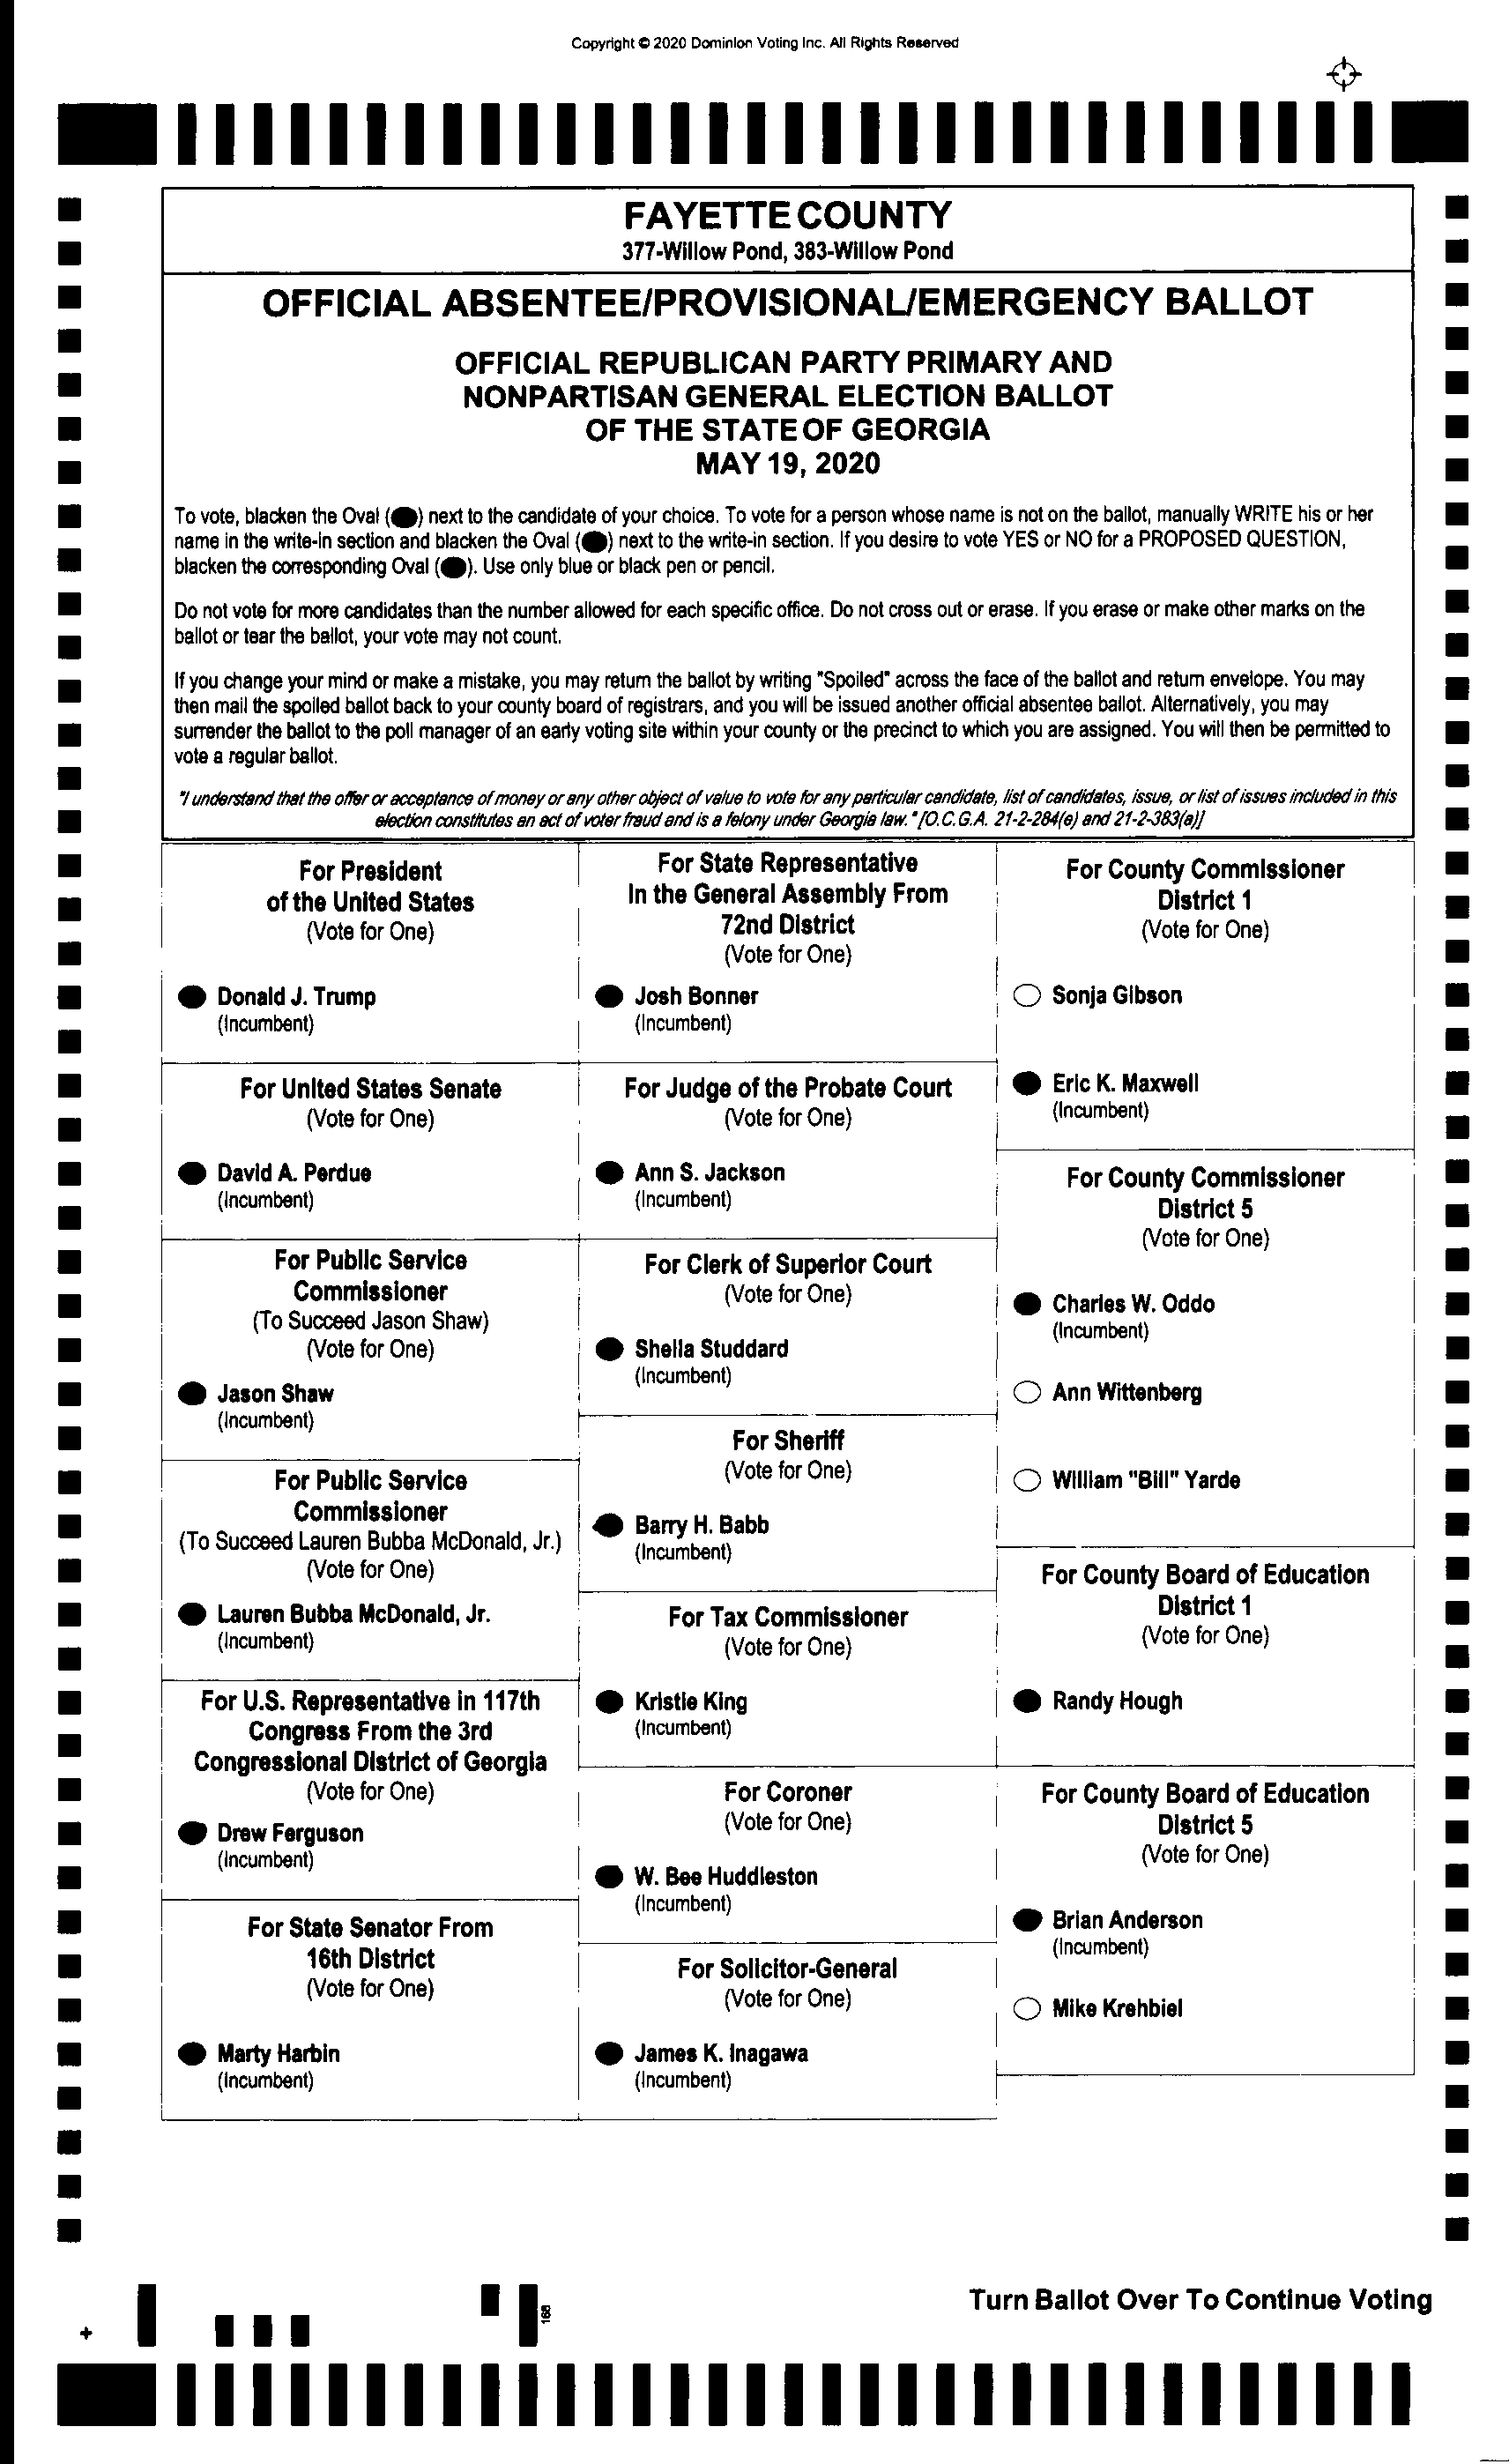 Copyright © 2020 Dominion Voting Inc. All Rights Reserved
FAYETTE COUNTY
377-Willow Pond, 383-Willow Pond
OFFICIAL ABSENTEE/PROVISIONAL/EMERGENCY BALLOT
OFFICIAL REPUBLICAN PARTY PRIMARY AND
NONPARTISAN GENERAL ELECTION BALLOT
OF THE STATE OF GEORGIA
MAY 19, 2020
To vote, blacken the Oval ( ) next to the candidate of your choice. To vote for a person whose name is not on the ballot, manually WRITE his or her
name in the write-in section and blacken the Oval ( ) next to the write-in section. If you desire to vote YES or NO for a PROPOSED QUESTION,
blacken the corresponding Oval ( ). Use only blue or black pen or pencil.
Do not vote for more candidates than the number allowed for each specific office. Do not cross out or erase. If you erase or make other marks on the
ballot or tear the ballot, your vote may not count.
If you change your mind or make a mistake, you may return the ballot by writing "Spoiled" across the face of the ballot and return envelope. You may
then mail the spoiled ballot back to your county board of registrars, and you will be issued another official absentee ballot. Alternatively, you may
surrender the ballot to the poll manager of an early voting site within your county or the precinct to which you are assigned. You will then be permitted to
vote a regular ballot.
"I understand that the offer or acceptance of money or any other object of value to vote for any particular candidate, list of candidates, issue, or list of issues included in this
election constitutes an act of voter fraud and is a felony under Georgia law." [O.C.G.A. 21-2-284(e) and 21-2-383(a)]
For President
of the United States
(Vote for One)
Donald J. Trump
(Incumbent)
For United States Senate
(Vote for One)
David A. Perdue
(Incumbent)
For Public Service
Commissioner
(To Succeed Jason Shaw)
(Vote for One)
Jason Shaw
(Incumbent)
For Public Service
Commissioner
(To Succeed Lauren Bubba McDonald, Jr.)
(Vote for One)
Lauren Bubba McDonald, Jr.
(Incumbent)
For U.S. Representative in 117th
Congress From the 3rd
Congressional District of Georgia
(Vote for One)
Drew Ferguson
(Incumbent)
For State Senator From
16th District
(Vote for One)
Marty Harbin
(Incumbent)
For State Representative
In the General Assembly From
72nd District
(Vote for One)
Josh Bonner
(Incumbent)
For Judge of the Probate Court
(Vote for One)
Ann S. Jackson
(Incumbent)
For Clerk of Superior Court
(Vote for One)
Sheila Studdard
(Incumbent)
For Sheriff
(Vote for One)
Barry H. Babb
(Incumbent)
For Tax Commissioner
(Vote for One)
Kristie King
(Incumbent)
For Coroner
(Vote for One)
W. Bee Huddleston
(Incumbent)
For Solicitor-General
(Vote for One)
James K. Inagawa
(Incumbent)
For County Commissioner
District 1
(Vote for One)
Sonja Gibson
Eric K. Maxwell
(Incumbent)
For County Commissioner
District 5
(Vote for One)
Charles W. Oddo
(Incumbent)
Ann Wittenberg
William "Bill" Yarde
For County Board of Education
District 1
(Vote for One)
Randy Hough
For County Board of Education
District 5
(Vote for One)
Brian Anderson
(Incumbent)
Mike Krehbiel
Turn Ballot Over To Continue Voting
168